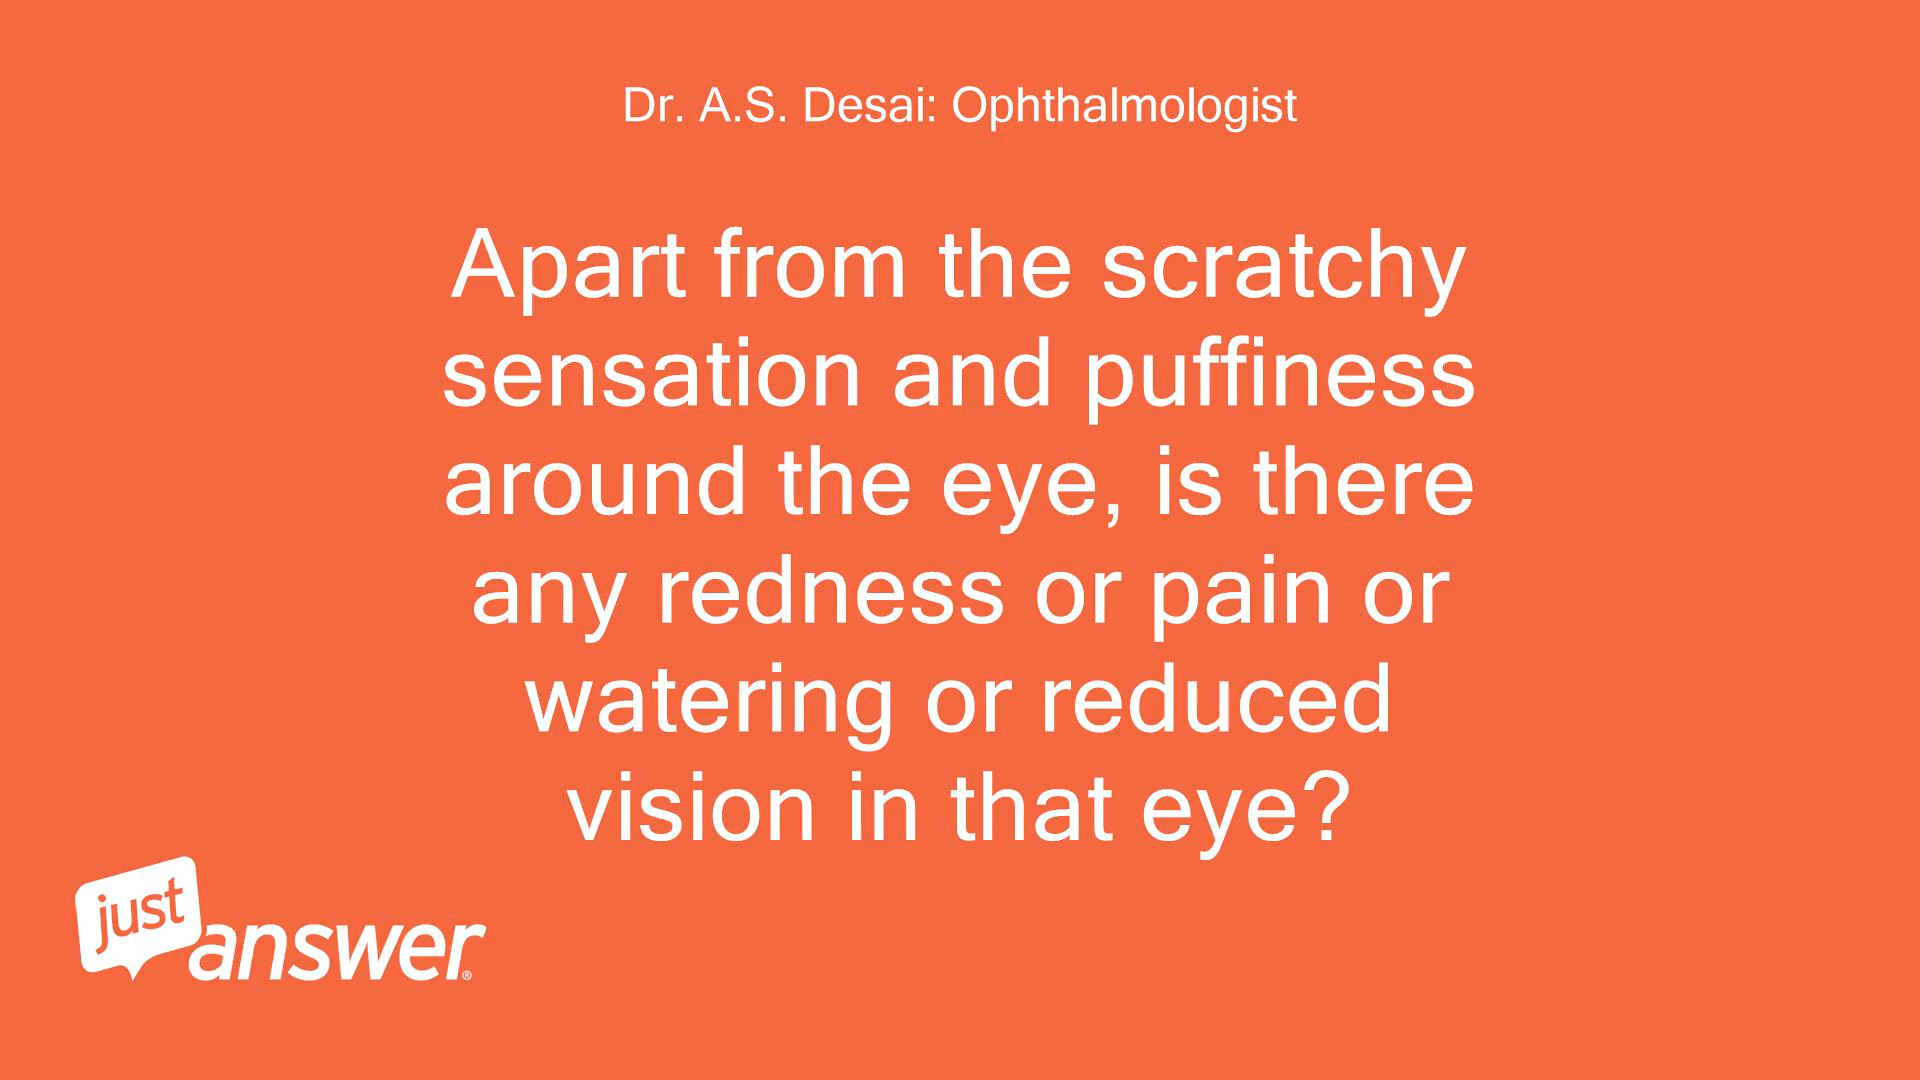 Dr. A.S. Desai: Ophthalmologist
Apart from the scratchy
sensation and puffiness
around the eye, is there
any redness or pain or
watering or reduced
vision in that eye?
just
answer®